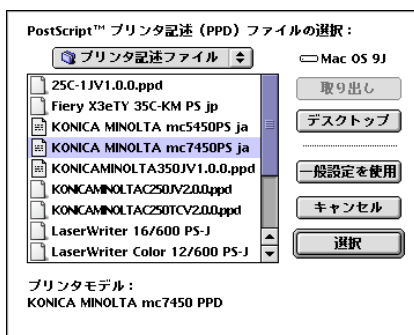 PostScript™ プリンタ記述（PPD）ファイルの選択：
プリンタ記述ファイル
Mac OS 9J
25C-1JV1.0.0.ppd
Fiery X3eTY 35C-KM PS jp
KONICA MINOLTA mc5450PS ja
KONICA MINOLTA mc7450PS ja
KONICAMINOLTA350JV1.0.0.ppd
KONICAMINOLTAC250JV2.0.0.ppd
KONICAMINOLTAC250TCV2.0.0.ppd
LaserWriter 16/600 PS-J
LaserWriter Color 12/600 PS-J
取り出し
デスクトップ
一般設定を使用
キャンセル
選択
プリンタモデル：
KONICA MINOLTA mc7450 PPD